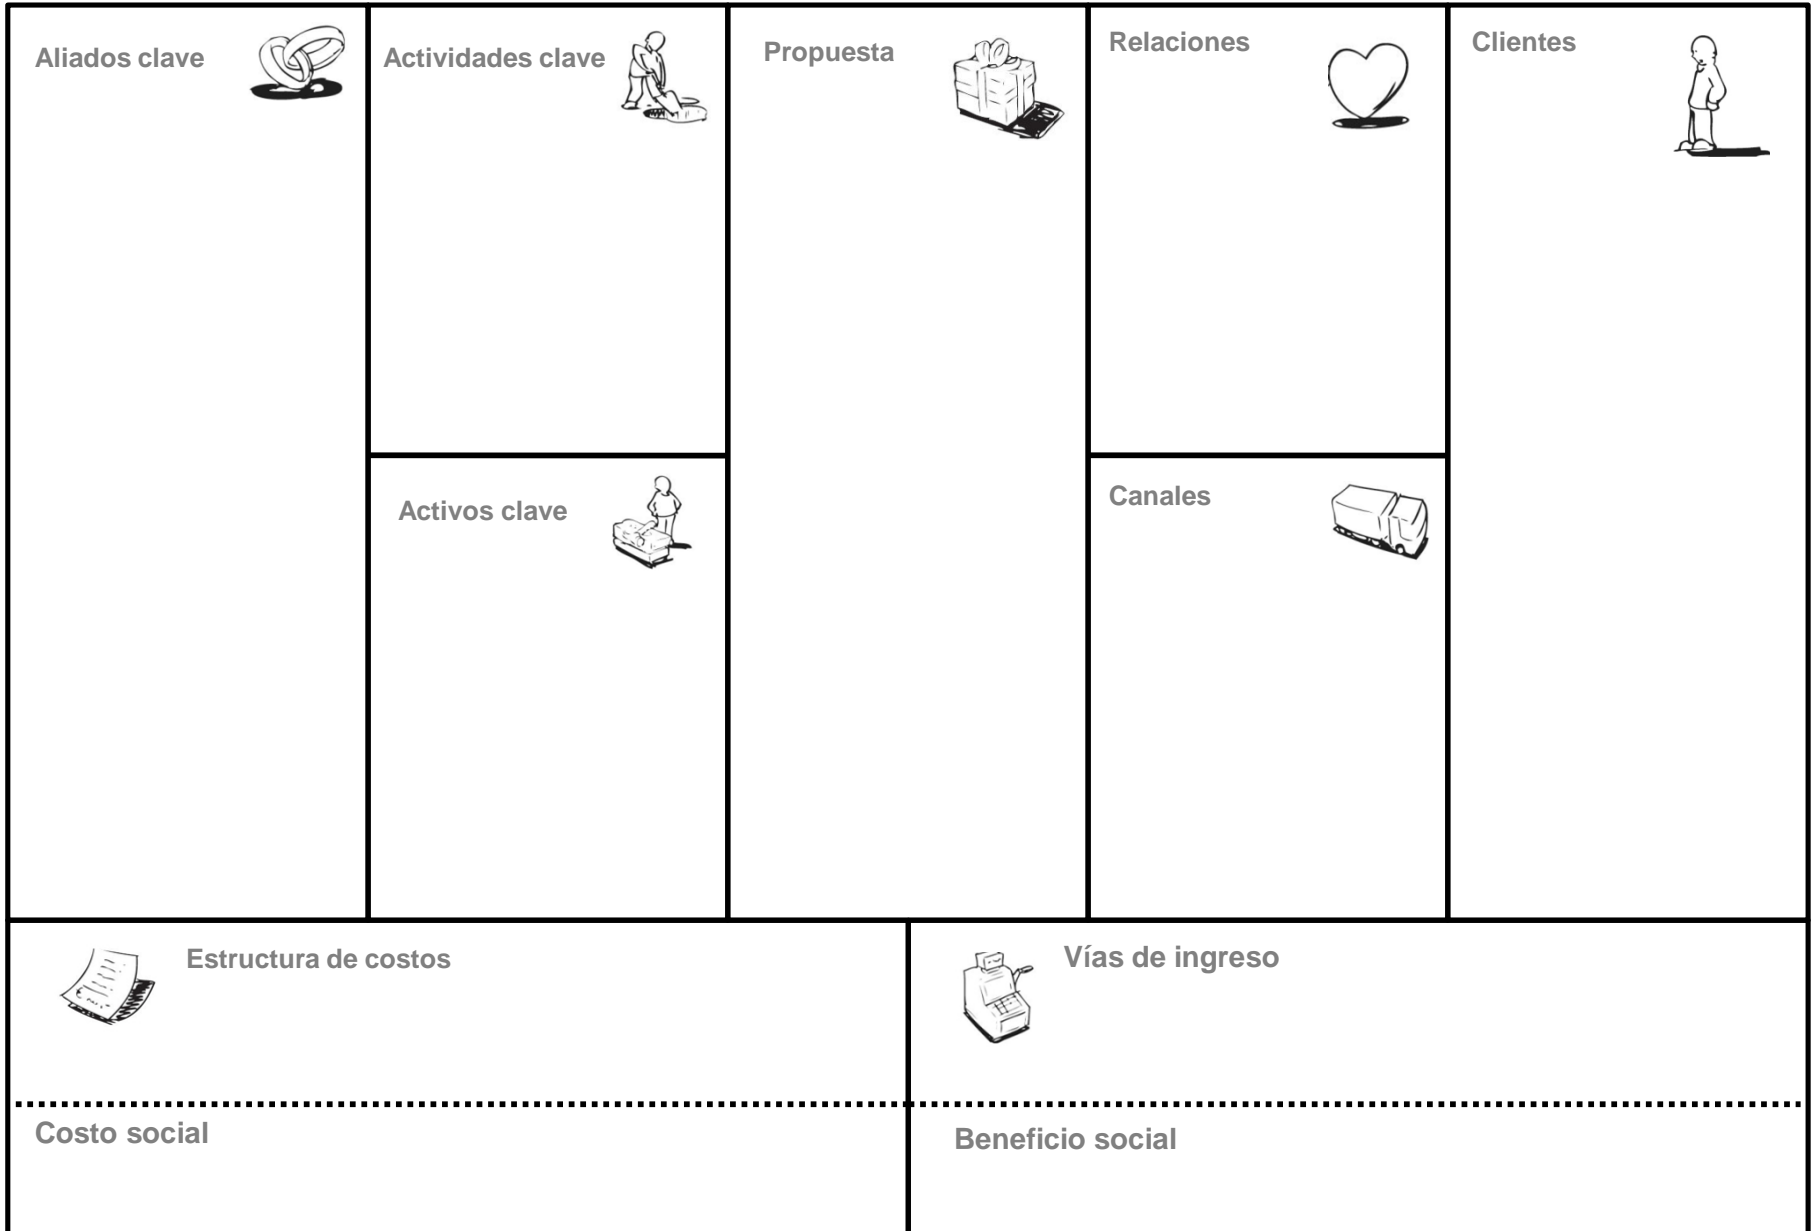 Aliados clave
Actividades clave
Propuesta
Relaciones
Clientes
Activos clave
Canales
Estructura de costos
Vías de ingreso
Costo social
Beneficio social